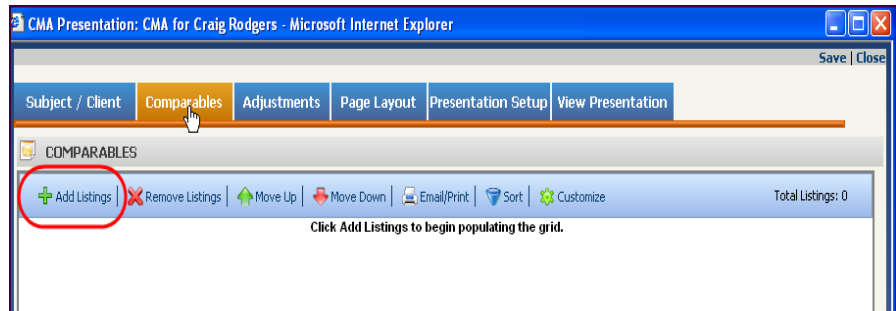 CMA Presentation: CMA for Craig Rodgers - Microsoft Internet Explorer
Save | Close
Subject / Client Comparables Adjustments Page Layout Presentation Setup View Presentation
COMPARABLES
Add Listings | Remove Listings | Move Up | Move Down | Email/Print | Sort | Customize Total Listings: 0
Click Add Listings to begin populating the grid.